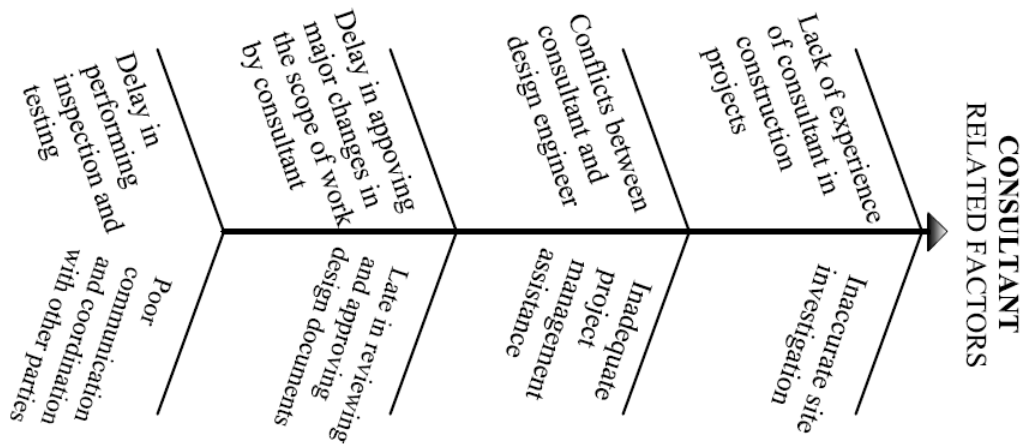 CONSULTANT
RELATED FACTORS
Lack of experience
of consultant in
construction
projects
Inaccurate site
investigation
Conflicts between
consultant and
design engineer
Inadequate
project
management
assistance
Delay in appoving
major changes in
the scope of work
by consultant
Late in reviewing
and approving
design documents
Delay in
performing
inspection and
testing
Poor
communication
and coordination
with other parties